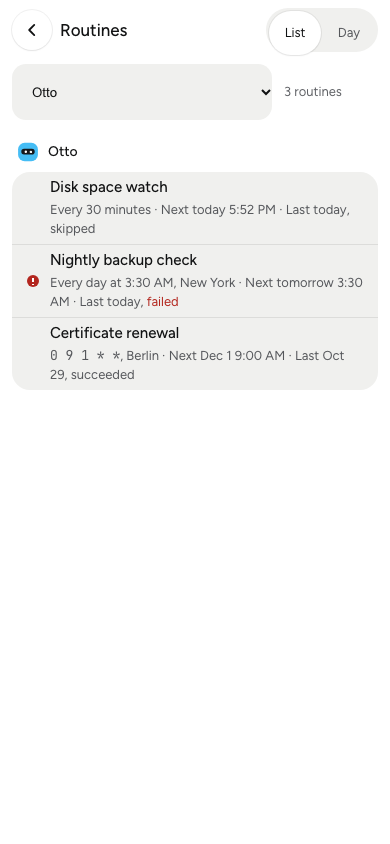 Routines
List
Day
Otto
3 routines
Otto
Disk space watch
Every 30 minutes · Next today 5:52 PM · Last today,
skipped
Nightly backup check
Every day at 3:30 AM, New York · Next tomorrow 3:30
AM · Last today, failed
Certificate renewal
0 9 1 * *, Berlin · Next Dec 1 9:00 AM · Last Oct
29, succeeded